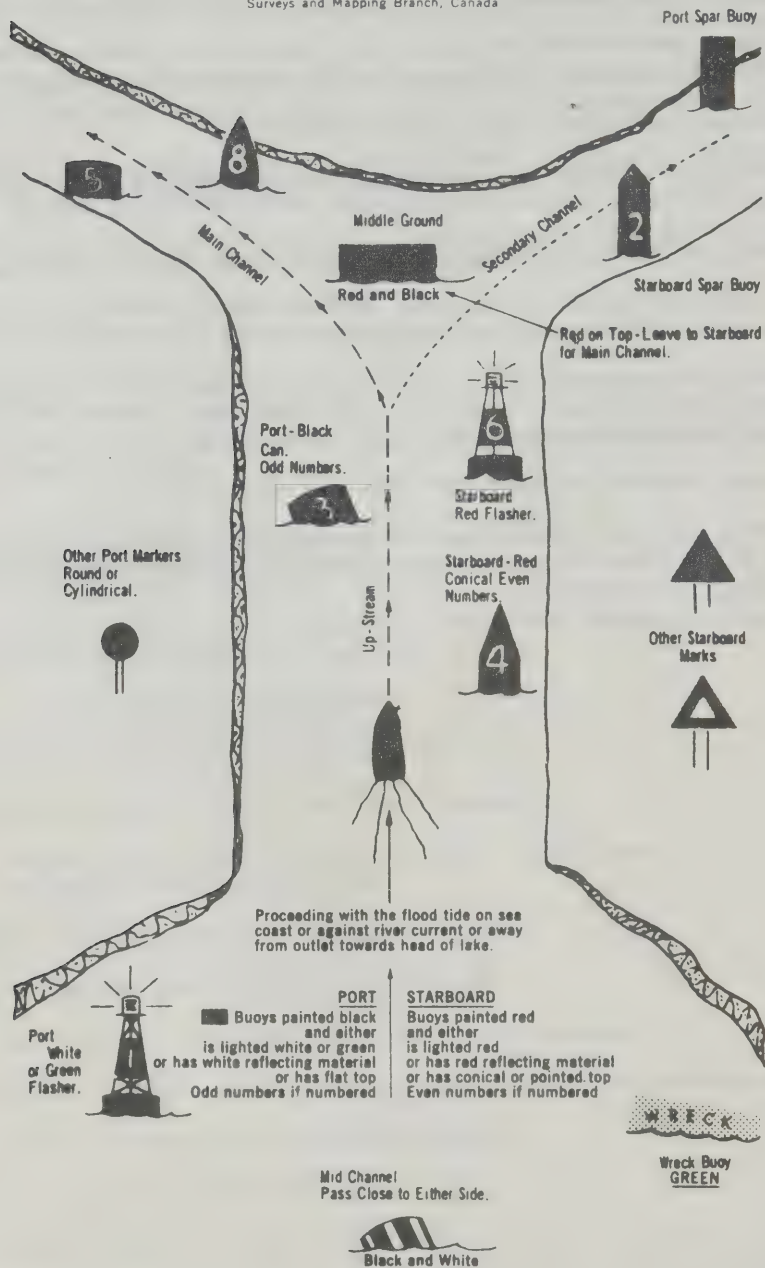 Surveys and Mapping Branch, Canada
Port Spar Buoy
8
5
Middle Ground
2
Main Channel
Secondary Channel
Red and Black
Starboard Spar Buoy
Red on Top-Leave to Starboard
for Main Channel.
6
Port-Black
Can.
Odd Numbers.
3
Starboard
Red Flasher.
Other Port Markers
Round or
Cylindrical.
Starboard-Red
Conical Even
Numbers.
Up-Stream
4
Other Starboard
Marks
Proceeding with the flood tide on sea
coast or against river current or away
from outlet towards head of lake.
PORT
Buoys painted black
and either
is lighted white or green
or has white reflecting material
or has flat top
Odd numbers if numbered
STARBOARD
Buoys painted red
and either
is lighted red
or has red reflecting material
or has conical or pointed top
Even numbers if numbered
Port
White
or Green
Flasher.
1
WRECK
Wreck Buoy
GREEN
Mid Channel
Pass Close to Either Side.
Black and White